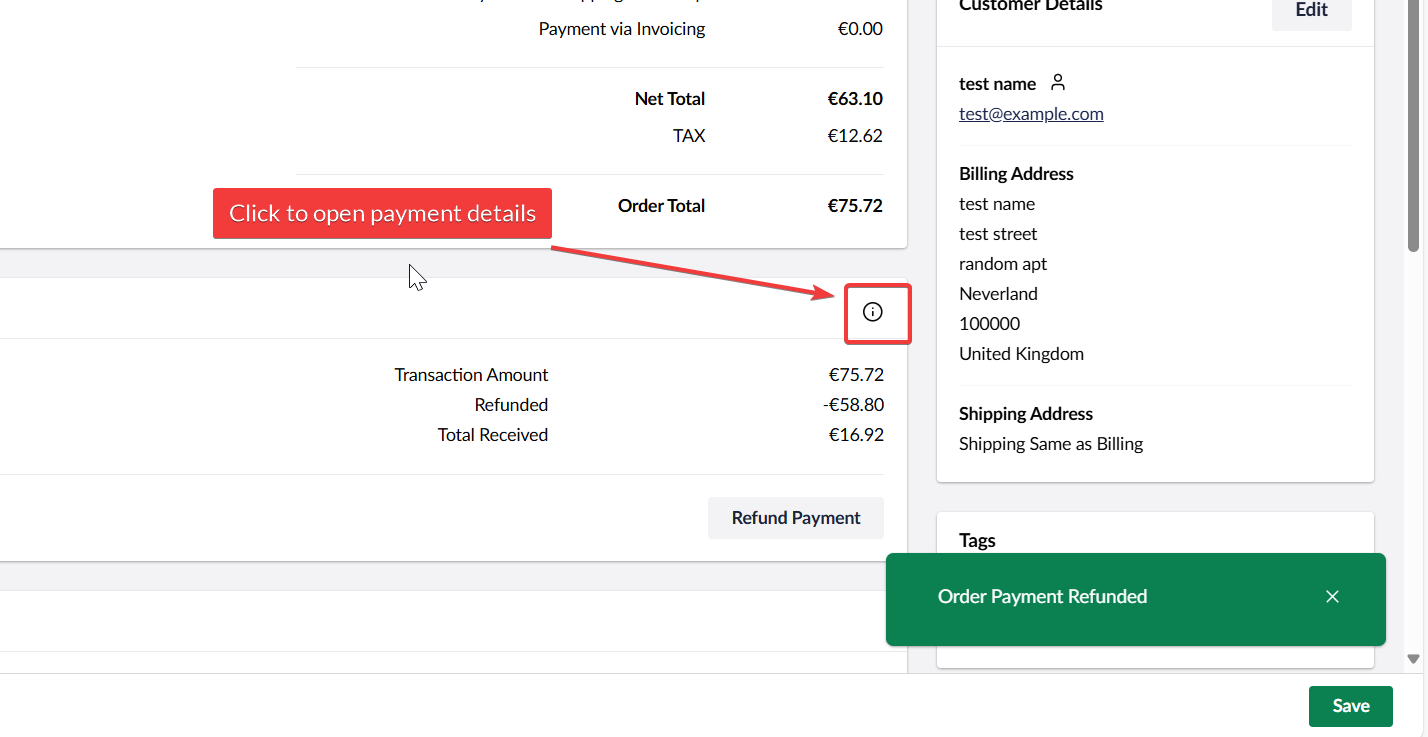 Payment via Invoicing €0.00
Net Total €63.10
TAX €12.62
Click to open payment details
Order Total €75.72
Transaction Amount €75.72
Refunded -€58.80
Total Received €16.92
Refund Payment
Customer Details
Edit
test name
test@example.com
Billing Address
test name
test street
random apt
Neverland
100000
United Kingdom
Shipping Address
Shipping Same as Billing
Tags
Order Payment Refunded
Save